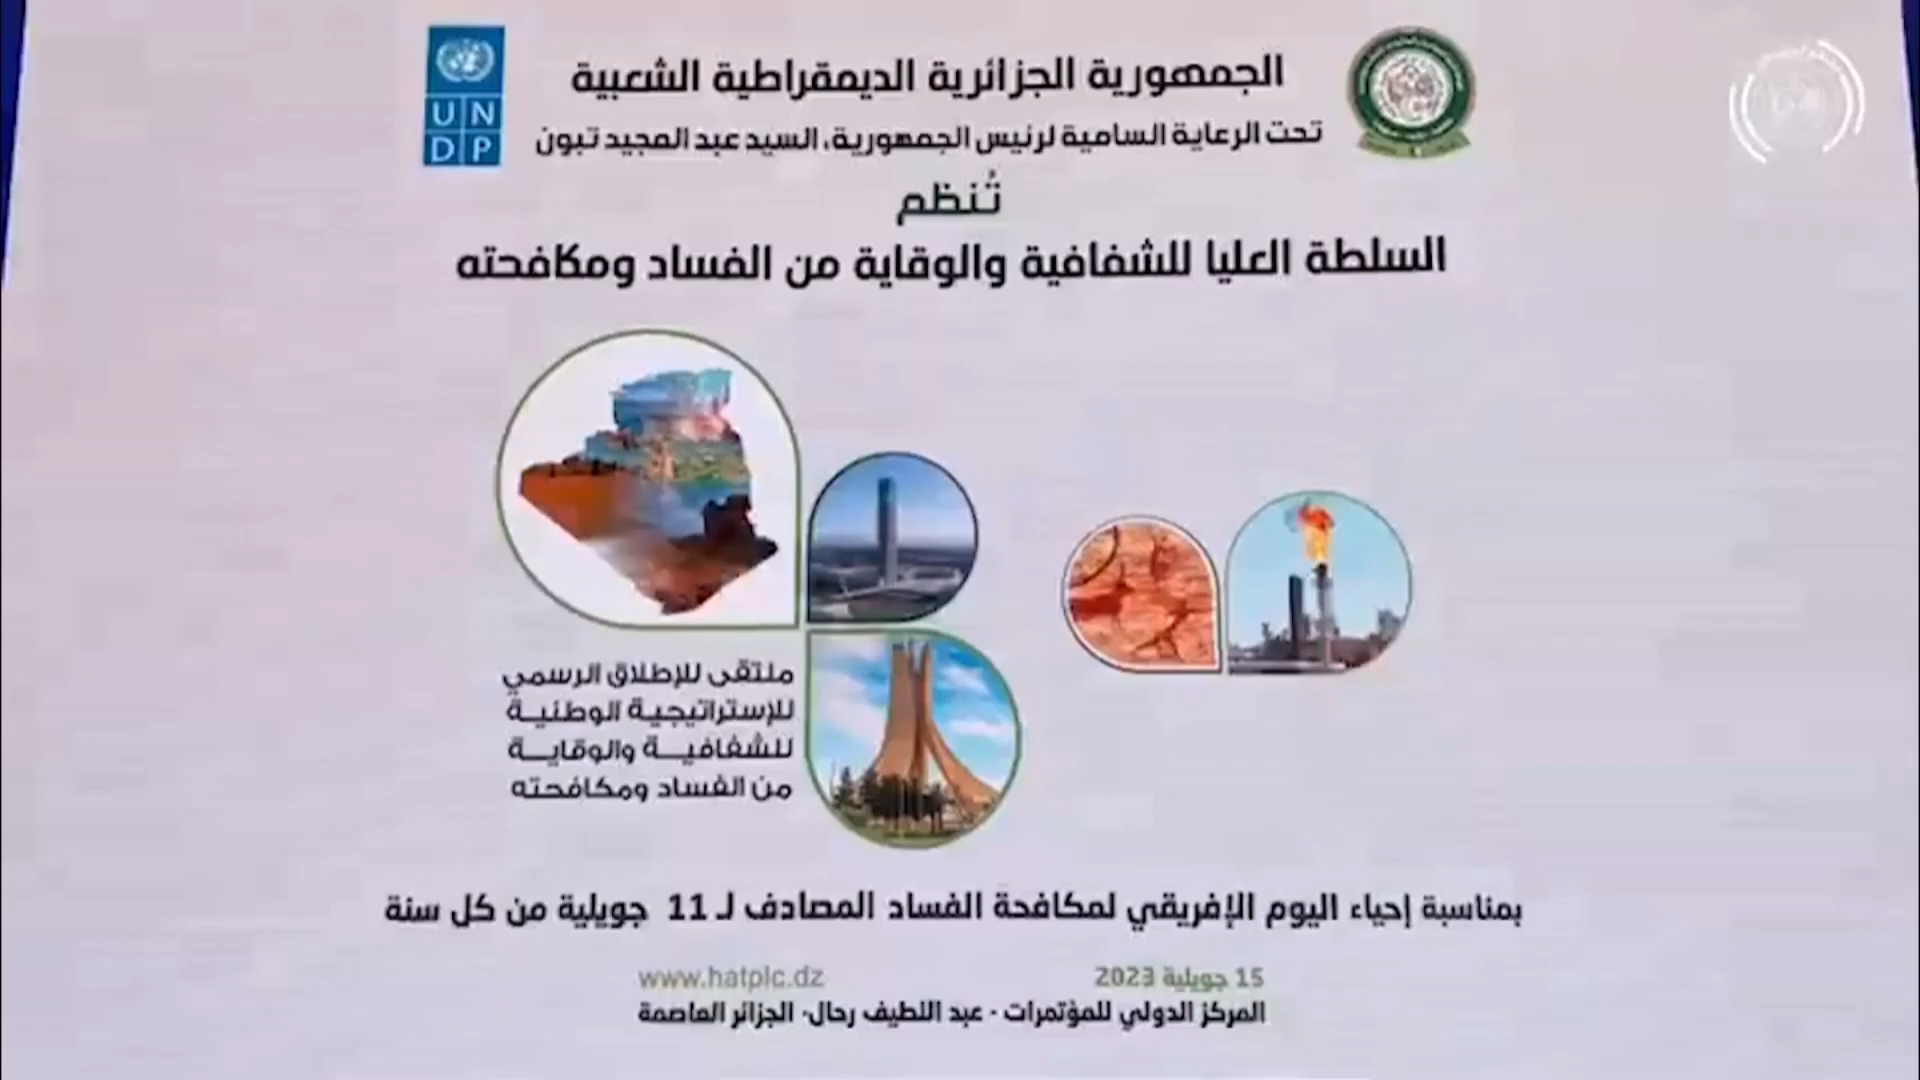 UN
DP
الجمهورية الجزائرية الديمقراطية الشعبية
تحت الرعاية السامية لرئيس الجمهورية، السيد عبد المجيد تبون
تُنظم
السلطة العليا للشفافية والوقاية من الفساد ومكافحته
ملتقى للإطلاق الرسمي
للإستراتيجية الوطنية
للشفافية والوقاية
من الفساد ومكافحته
بمناسبة إحياء اليوم الإفريقي لمكافحة الفساد المصادف لـ 11 جويلية من كل سنة
15 جويلية 2023
www.hatplc.dz
المركز الدولي للمؤتمرات - عبد اللطيف رحال- الجزائر العاصمة